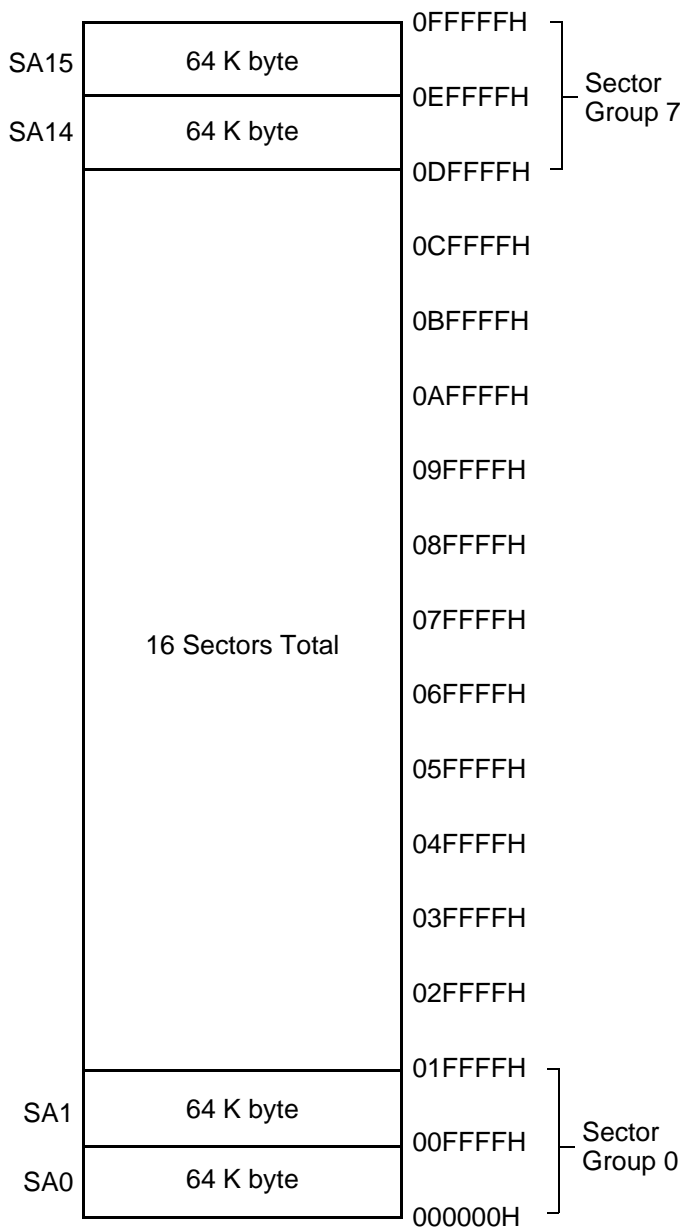 0FFFFFH
SA15
64 K byte
Sector
Group 7
0EFFFFH
SA14
64 K byte
0DFFFFH
0CFFFFH
0BFFFFH
0AFFFFH
09FFFFH
08FFFFH
07FFFFH
16 Sectors Total
06FFFFH
05FFFFH
04FFFFH
03FFFFH
02FFFFH
01FFFFH
SA1
64 K byte
00FFFFH
Sector
Group 0
SA0
64 K byte
000000H